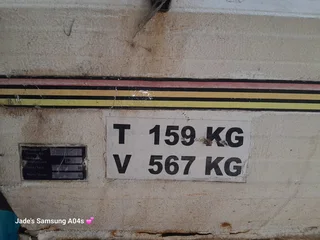 T 159 KG
V 567 KG
Jade's Samsung A04s 💕